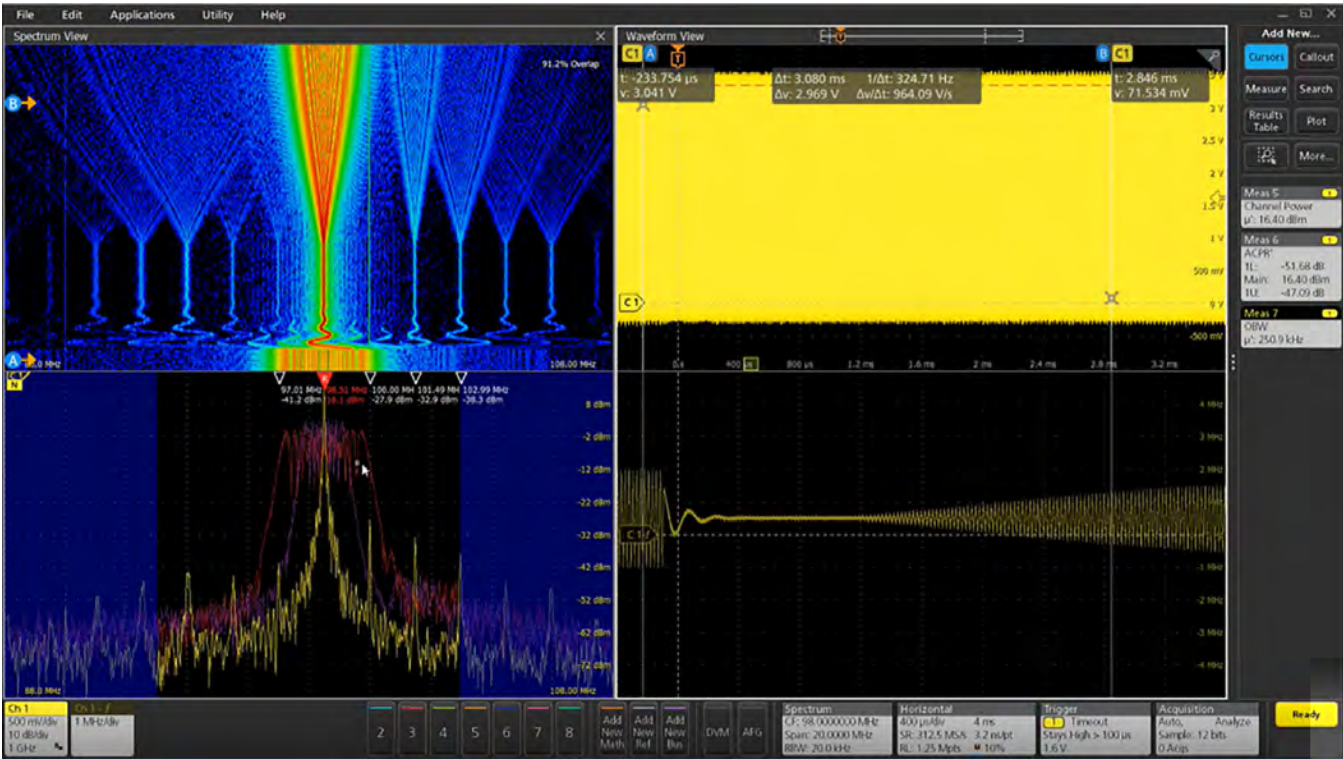 File Edit Applications Utility Help
Spectrum View
91.2% Overlap
B
A
108.00 MHz
97.01 MHz 100.00 MH 101.49 MH 102.99 MHz
-41.2 dBm -27.9 dBm -32.9 dBm -38.3 dBm
N
8 dBm
-2 dBm
-12 dBm
-22 dBm
-32 dBm
-42 dBm
-52 dBm
-62 dBm
-72 dBm
88.0 MHz 108.00 MHz
Waveform View
C1 A
T
B C1
t: -233.754 µs
v: 3.041 V
Δt: 3.080 ms 1/Δt: 324.71 Hz
Δv: 2.969 V Δv/Δt: 964.09 V/s
t: 2.846 ms
v: 71.534 mV
3 V
2.5 V
2 V
1.5 V
1 V
500 mV
C1
0 V
-500 mV
0 s 400 µs 800 µs 1.2 ms 1.6 ms 2 ms 2.4 ms 2.8 ms 3.2 ms
4 MHz
3 MHz
2 MHz
C1 f
-1 MHz
-2 MHz
-3 MHz
-4 MHz
Add New...
Cursors Callout
Measure Search
Results Table Plot
More...
Meas 5 1
Channel Power
µ': 16.40 dBm
Meas 6 1
ACPR'
1L: -51.68 dB
Main: 16.40 dBm
1U: -47.09 dB
Meas 7 1
OBW
µ': 250.9 kHz
Ch 1
500 mV/div
10 dB/div
1 GHz
Ch 1 - f
1 MHz/div
2 3 4 5 6 7 8
Add New Math
Add New Ref
Add New Bus
DVM AFG
Spectrum
CF: 98.0000000 MHz
Span: 20.0000 MHz
RBW: 20.0 kHz
Horizontal
400 µs/div 4 ms
SR: 312.5 MS/s 3.2 ns/pt
RL: 1.25 Mpts 10%
Trigger
1 Timeout
Stays High > 100 µs
1.6 V
Acquisition
Auto, Analyze
Sample: 12 bits
0 Acqs
Ready